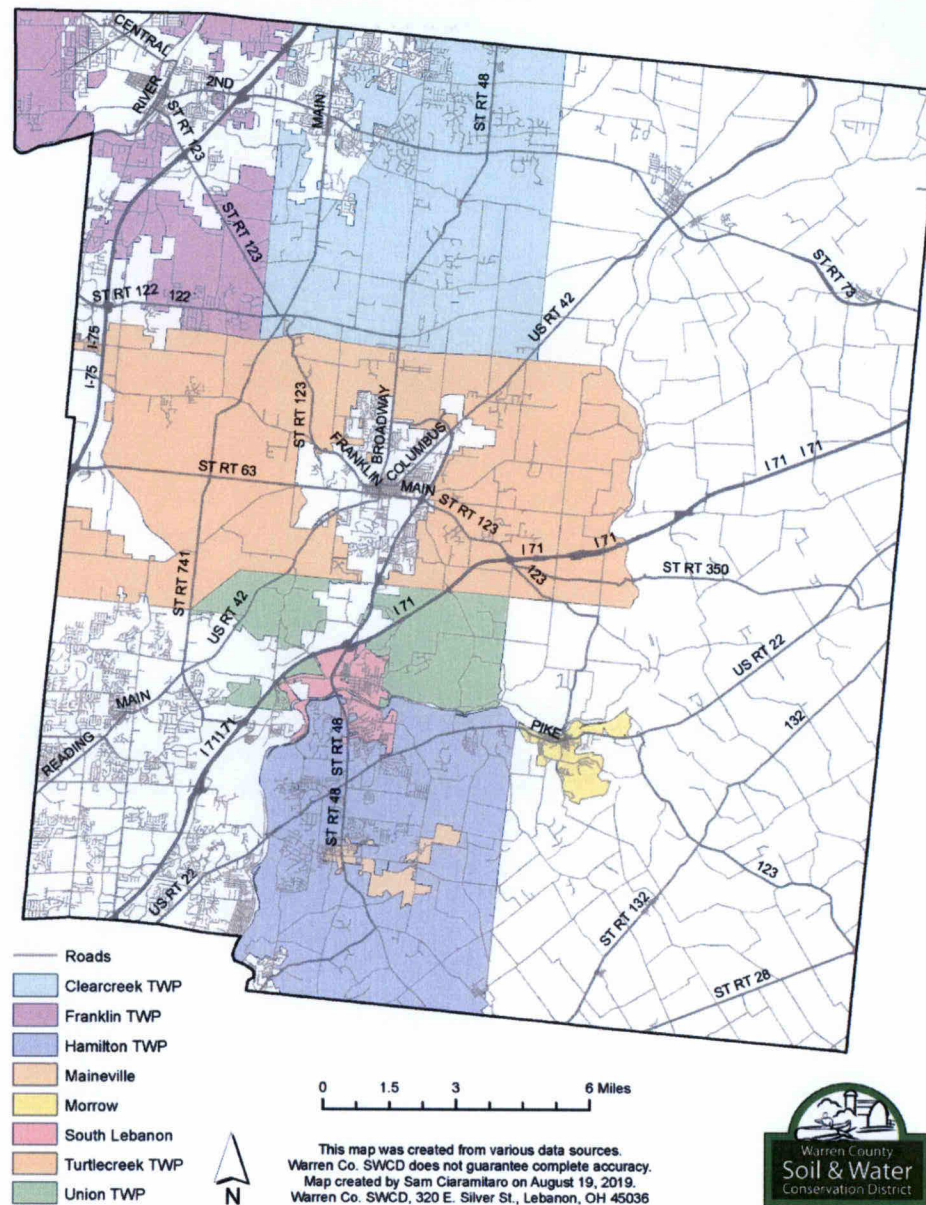 CENTRAL
RIVER
2ND
MAIN
ST RT 48
ST RT 123
ST RT 123
ST RT 73
ST RT 122 122
US RT 42
I-75
I-75
ST RT 123
BROADWAY
FRANKLIN
COLUMBUS
ST RT 63
MAIN
ST RT 123
I 71 I 71
I 71
I 71
123
ST RT 350
ST RT 741
US RT 42
I 71
US RT 22
MAIN
READING
I 71 I 71
ST RT 48
PIKE
132
ST RT 48
US RT 22
123
ST RT 132
ST RT 28
Roads
Clearcreek TWP
Franklin TWP
Hamilton TWP
Maineville
Morrow
South Lebanon
Turtlecreek TWP
Union TWP
0 1.5 3 6 Miles
N
This map was created from various data sources.
Warren Co. SWCD does not guarantee complete accuracy.
Map created by Sam Ciaramitaro on August 19, 2019.
Warren Co. SWCD, 320 E. Silver St., Lebanon, OH 45036
Warren County
Soil & Water
Conservation District